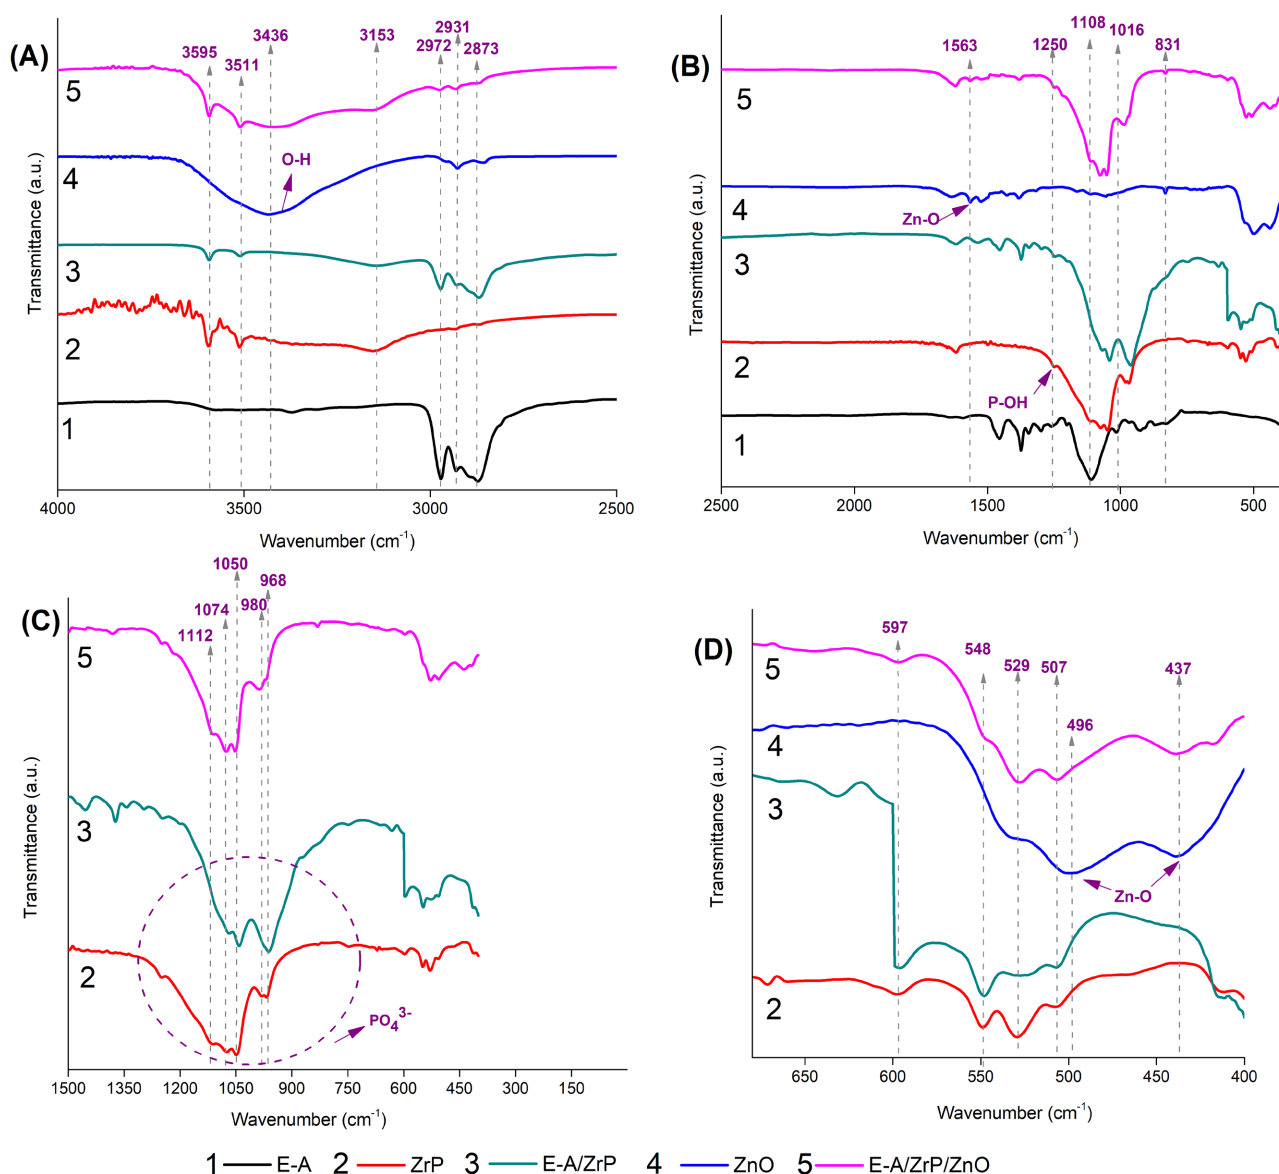 (A)
3595
3511
3436
3153
2972
2931
2873
5
4
O-H
3
2
1
Transmittance (a.u.)
4000 3500 3000 2500
Wavenumber (cm⁻¹)
(B)
1563
1250
1108
1016
831
5
4
Zn-O
3
2
P-OH
1
Transmittance (a.u.)
2500 2000 1500 1000 500
Wavenumber (cm⁻¹)
(C)
1112
1074
1050
980
968
5
3
2
PO₄³⁻
Transmittance (a.u.)
1500 1350 1200 1050 900 750 600 450 300 150
Wavenumber (cm⁻¹)
(D)
597
548
529
507
496
437
5
4
3
Zn-O
2
Transmittance (a.u.)
650 600 550 500 450 400
Wavenumber (cm⁻¹)
1 E-A 2 ZrP 3 E-A/ZrP 4 ZnO 5 E-A/ZrP/ZnO